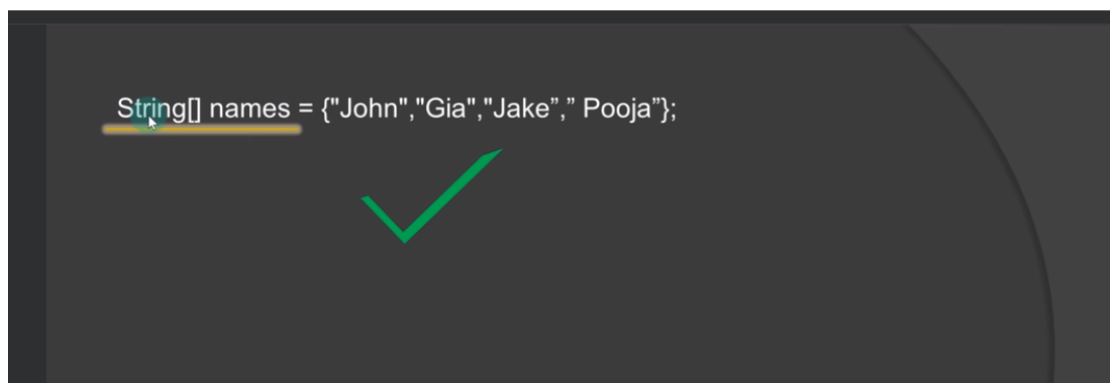 String[] names = {"John","Gia","Jake”,” Pooja”};